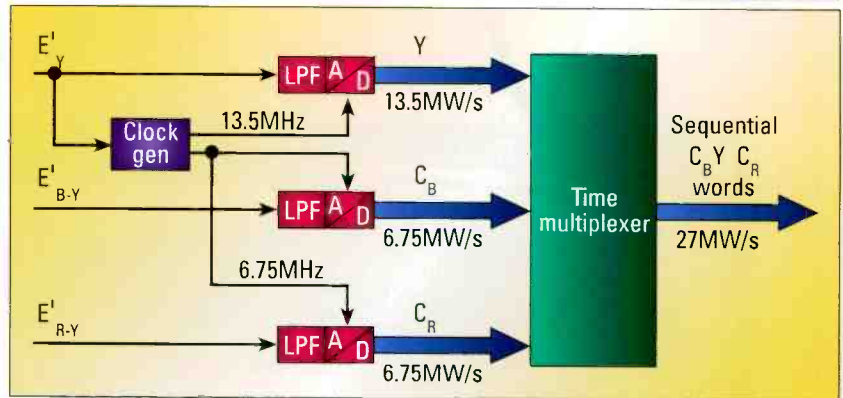 E'Y
LPF A D
Y
13.5MW/s
Clock
gen
13.5MHz
E'B-Y
LPF A D
CB
6.75MW/s
6.75MHz
E'R-Y
LPF A D
CR
6.75MW/s
Time
multiplexer
Sequential
CBY CR
words
27MW/s